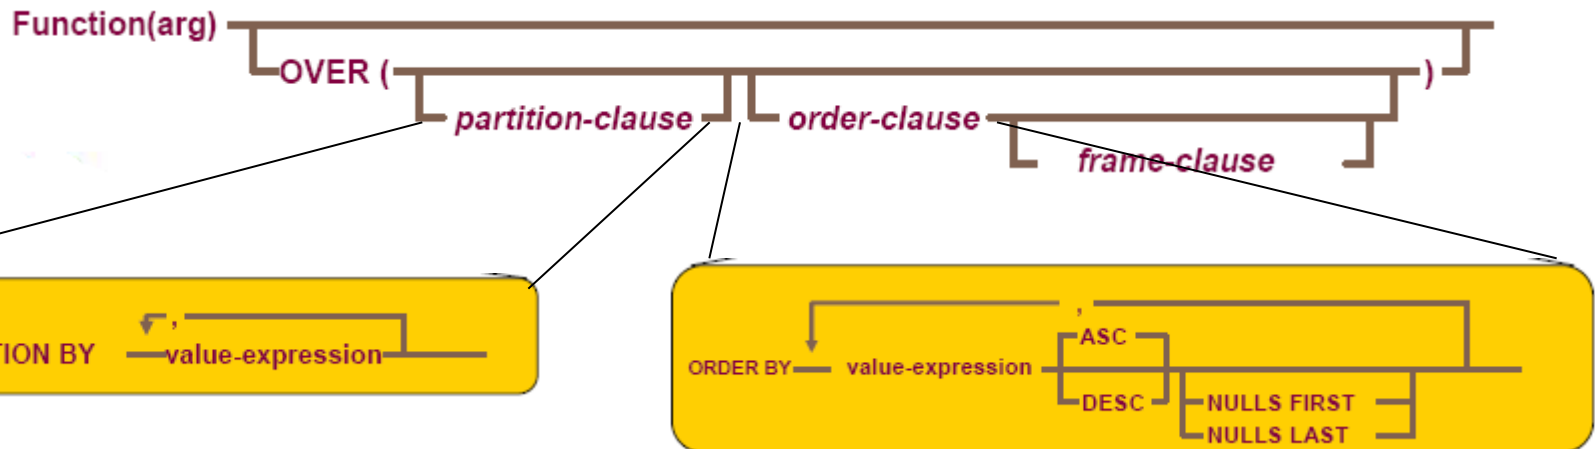 Function(arg)
OVER ( )
partition-clause order-clause
frame-clause
,
TION BY value-expression
,
ASC
ORDER BY value-expression
DESC
NULLS FIRST
NULLS LAST